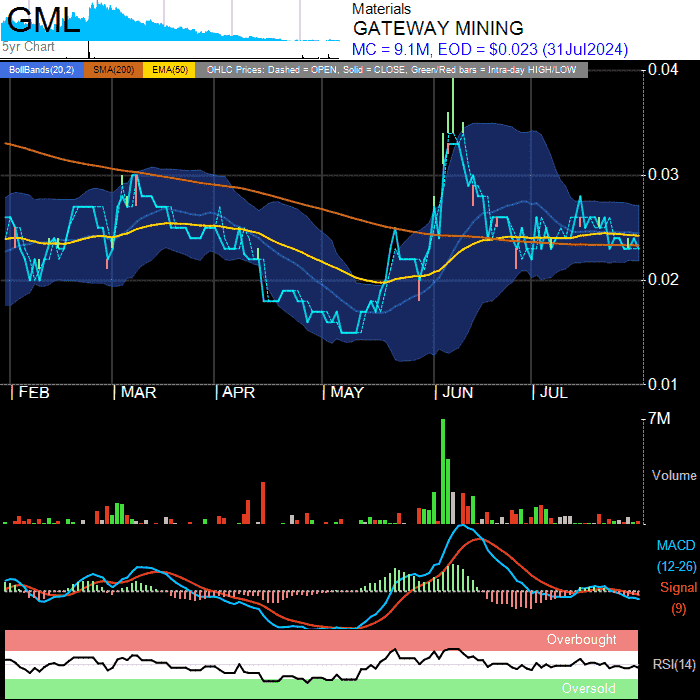 GML
5yr Chart
Materials
GATEWAY MINING
MC = 9.1M, EOD = $0.023 (31Jul2024)
BollBands(20,2) SMA(200) EMA(50) OHLC Prices: Dashed = OPEN, Solid = CLOSE, Green/Red bars = Intra-day HIGH/LOW
0.04
0.03
0.02
0.01
FEB MAR APR MAY JUN JUL
7M
Volume
MACD
(12-26)
Signal
(9)
Overbought
RSI(14)
Oversold